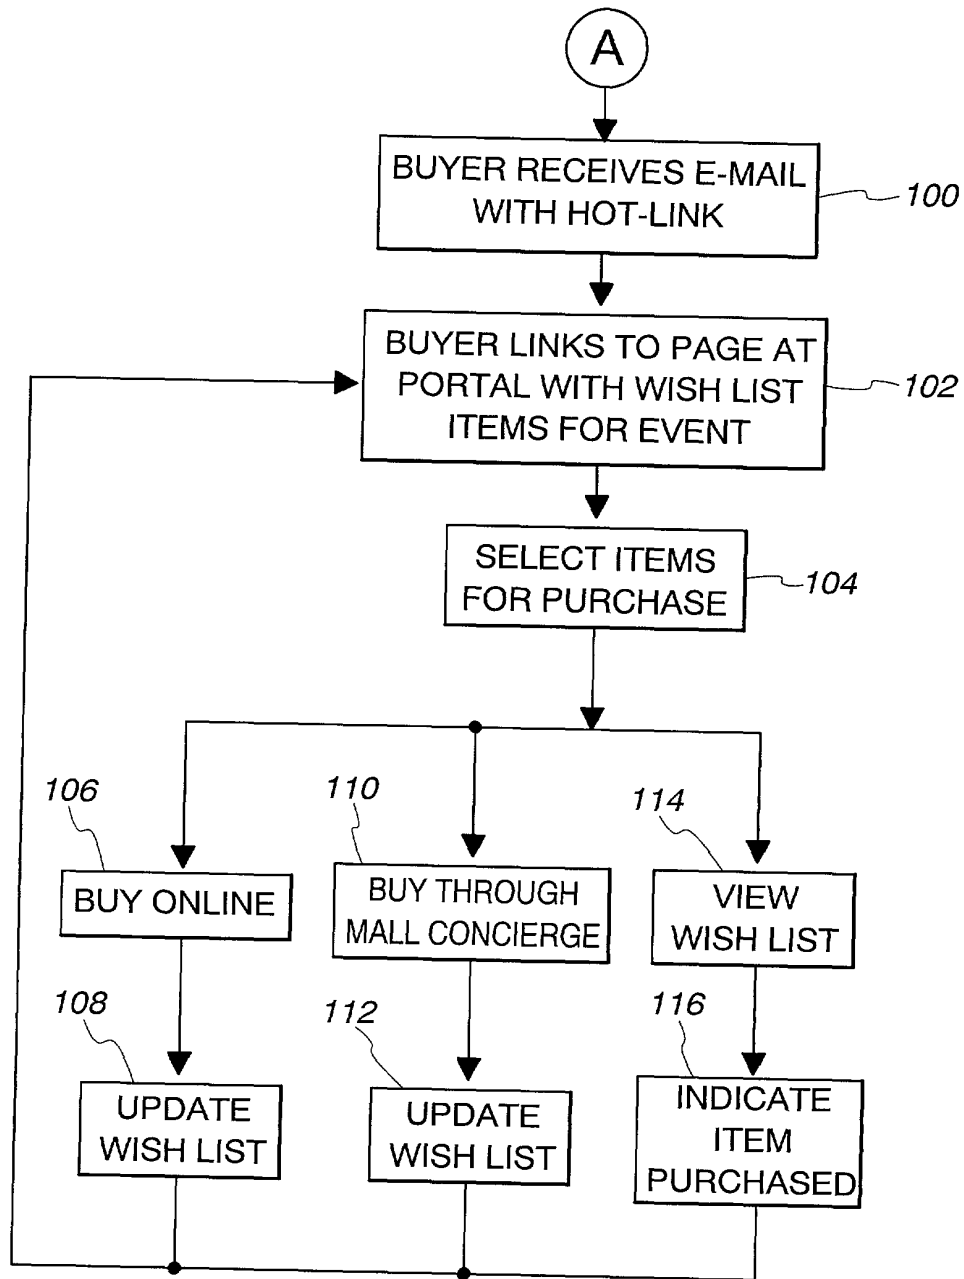 A
BUYER RECEIVES E-MAIL
WITH HOT-LINK
100
BUYER LINKS TO PAGE AT
PORTAL WITH WISH LIST
ITEMS FOR EVENT
102
SELECT ITEMS
FOR PURCHASE
104
106
BUY ONLINE
108
UPDATE
WISH LIST
110
BUY THROUGH
MALL CONCIERGE
112
UPDATE
WISH LIST
114
VIEW
WISH LIST
116
INDICATE
ITEM
PURCHASED